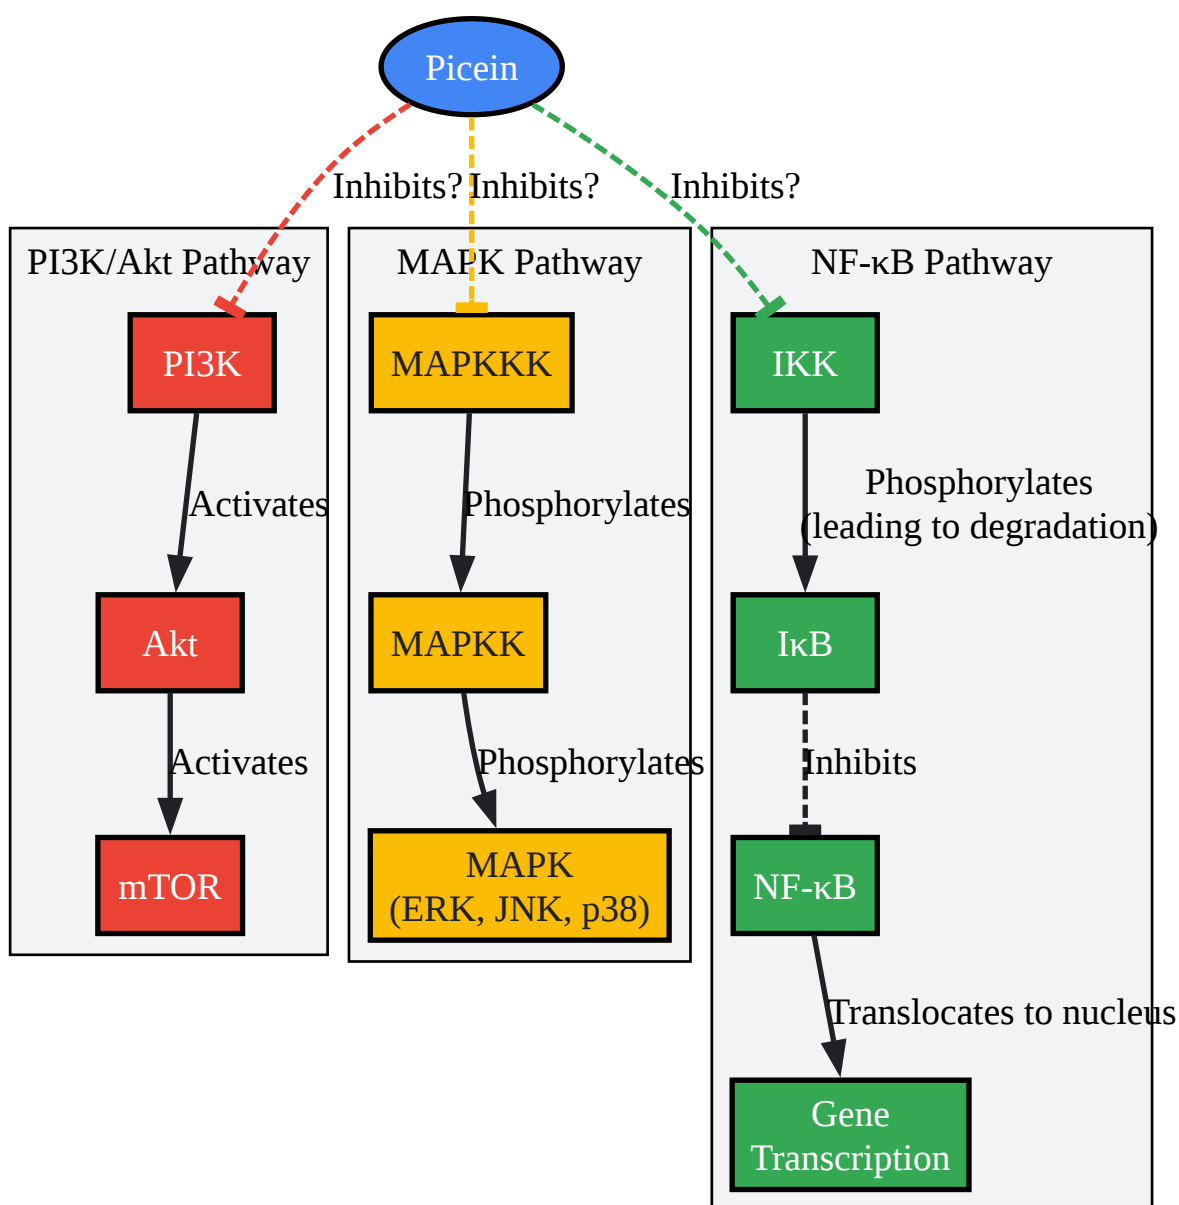 Picein
Inhibits?
Inhibits?
Inhibits?
PI3K/Akt Pathway
MAPK Pathway
NF-κB Pathway
PI3K
MAPKKK
IKK
Activates
Phosphorylates
Phosphorylates
(leading to degradation)
Akt
MAPKK
IκB
Activates
Phosphorylates
Inhibits
mTOR
MAPK
(ERK, JNK, p38)
NF-κB
Translocates to nucleus
Gene
Transcription